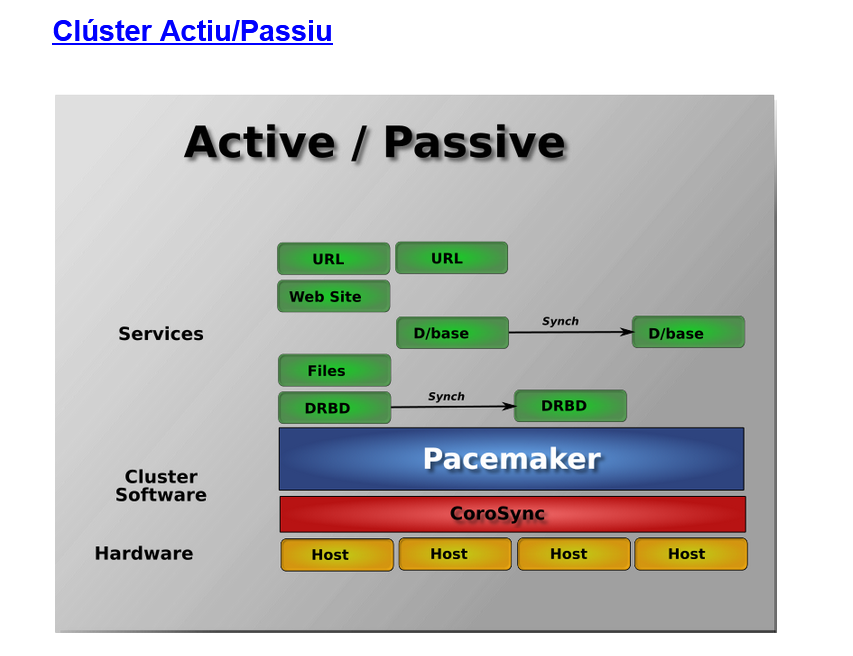 Clúster Actiu/Passiu
Active / Passive
URL URL
Web Site
Services D/base Synch D/base
Files
DRBD Synch DRBD
Pacemaker
Cluster
Software
CoroSync
Hardware Host Host Host Host